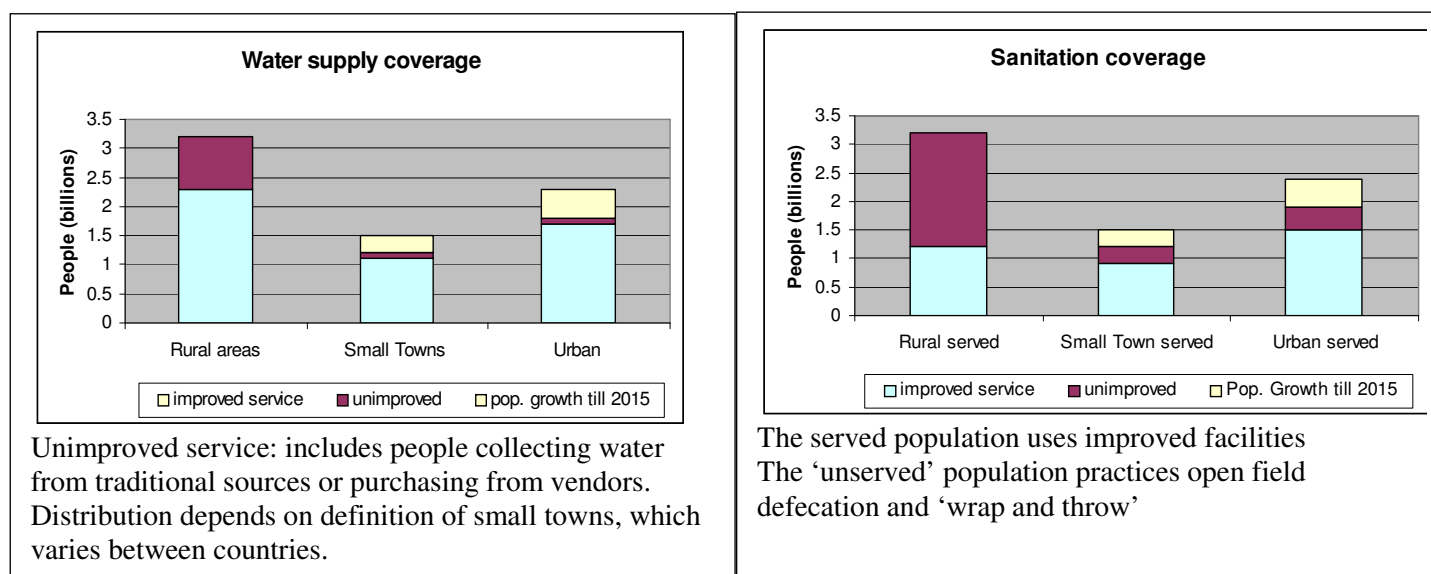 Water supply coverage
People (billions)
3.5
3
2.5
2
1.5
1
0.5
0
Rural areas Small Towns Urban
improved service unimproved pop. growth till 2015
Unimproved service: includes people collecting water
from traditional sources or purchasing from vendors.
Distribution depends on definition of small towns, which
varies between countries.
Sanitation coverage
People (billions)
3.5
3
2.5
2
1.5
1
0.5
0
Rural served Small Town served Urban served
improved service unimproved Pop. Growth till 2015
The served population uses improved facilities
The ‘unserved’ population practices open field
defecation and ‘wrap and throw’